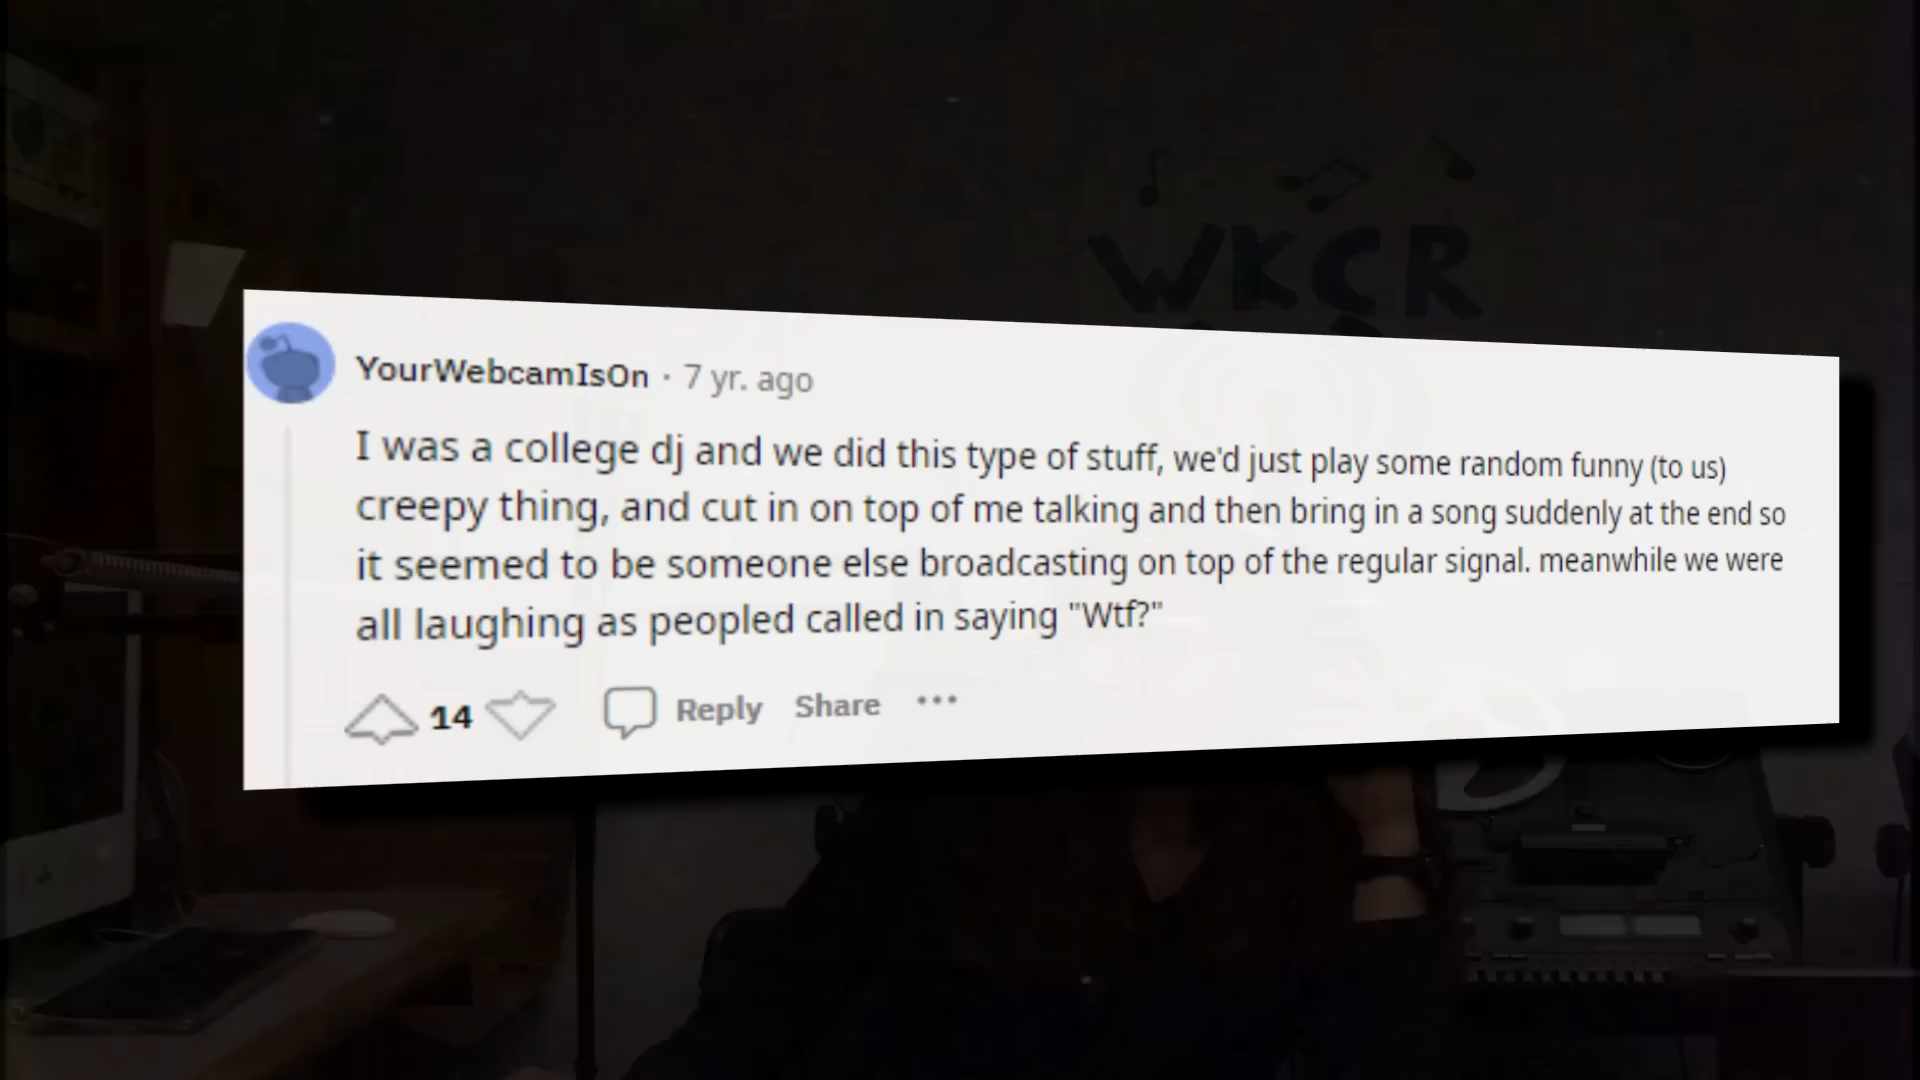 WKCR
YourWebcamIsOn · 7 yr. ago
I was a college dj and we did this type of stuff, we'd just play some random funny (to us)
creepy thing, and cut in on top of me talking and then bring in a song suddenly at the end so
it seemed to be someone else broadcasting on top of the regular signal. meanwhile we were
all laughing as peopled called in saying "Wtf?"
14 Reply Share ···